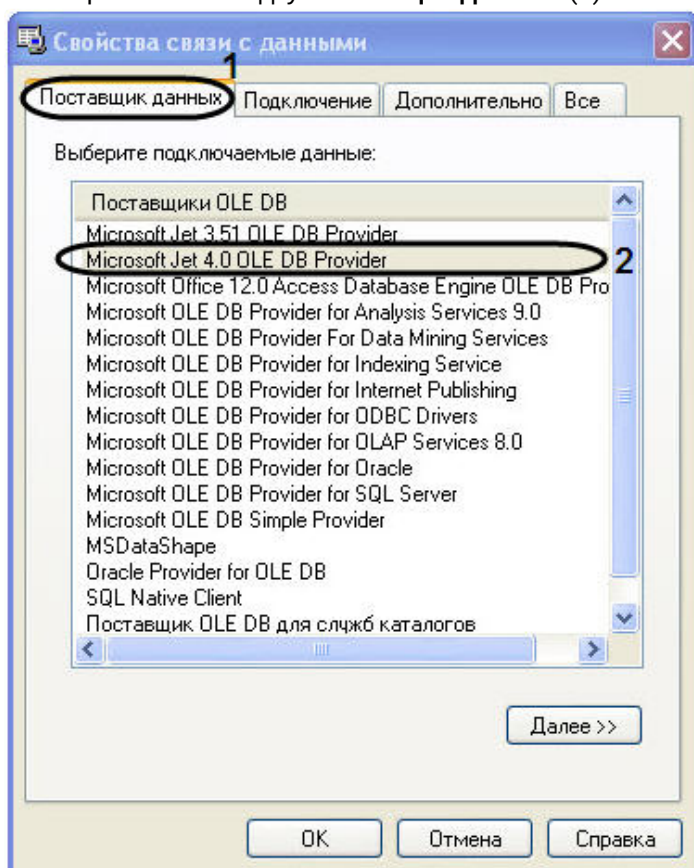 Свойства связи с данными
1
Поставщик данных Подключение Дополнительно Все
Выберите подключаемые данные:
Поставщики OLE DB
Microsoft Jet 3.51 OLE DB Provider
Microsoft Jet 4.0 OLE DB Provider
2
Microsoft Office 12.0 Access Database Engine OLE DB Pro
Microsoft OLE DB Provider for Analysis Services 9.0
Microsoft OLE DB Provider For Data Mining Services
Microsoft OLE DB Provider for Indexing Service
Microsoft OLE DB Provider for Internet Publishing
Microsoft OLE DB Provider for ODBC Drivers
Microsoft OLE DB Provider for OLAP Services 8.0
Microsoft OLE DB Provider for Oracle
Microsoft OLE DB Provider for SQL Server
Microsoft OLE DB Simple Provider
MSDataShape
Oracle Provider for OLE DB
SQL Native Client
Поставщик OLE DB для служб каталогов
Далее >>
OK Отмена Справка